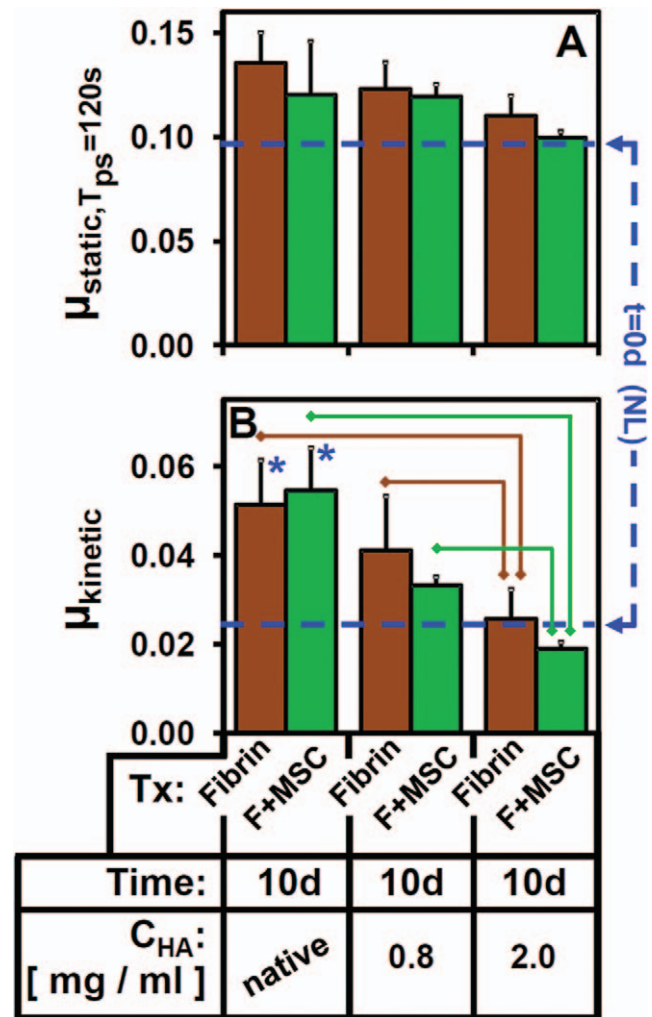 A
0.15
0.10
0.05
0.00
μstatic,Tps=120s
t=0d (NL)
B
* *
0.06
0.04
0.02
0.00
μkinetic
Tx: Fibrin F+MSC Fibrin F+MSC Fibrin F+MSC
Time: 10d 10d 10d
CHA: native 0.8 2.0
[ mg / ml ]